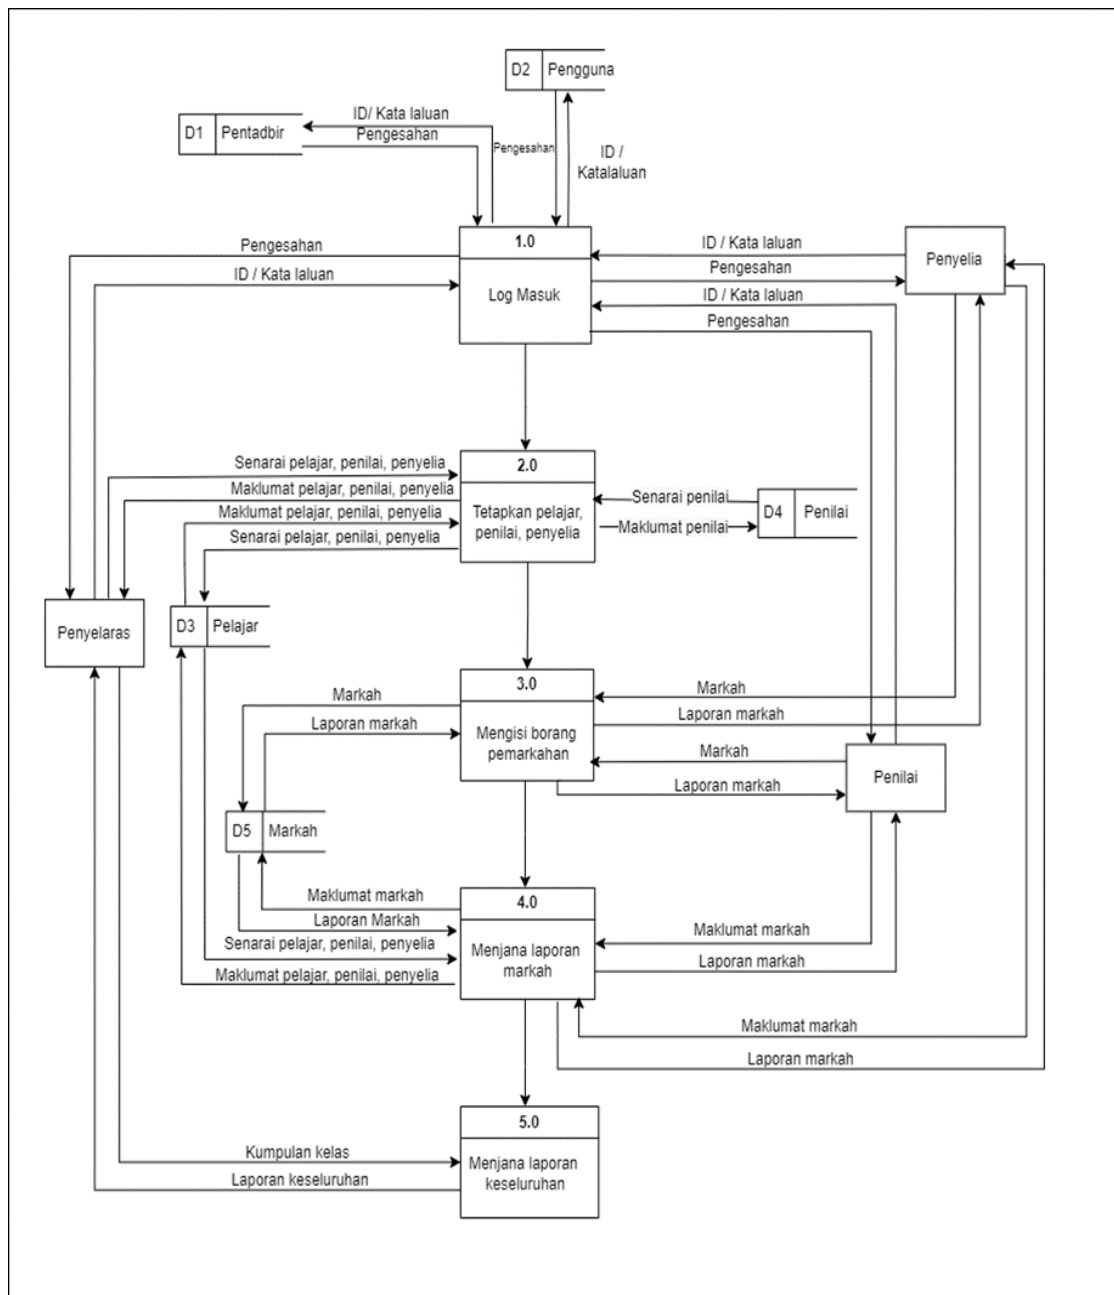 D2 Pengguna
ID/ Kata laluan
D1 Pentadbir
Pengesahan
Pengesahan
ID /
Katalaluan
1.0
Log Masuk
Pengesahan
ID / Kata laluan
ID / Kata laluan
Pengesahan
ID / Kata laluan
Pengesahan
Penyelia
2.0
Tetapkan pelajar,
penilai, penyelia
Senarai pelajar, penilai, penyelia
Maklumat pelajar, penilai, penyelia
Maklumat pelajar, penilai, penyelia
Senarai pelajar, penilai, penyelia
Senarai penilai
Maklumat penilai
D4 Penilai
Penyelaras
D3 Pelajar
3.0
Mengisi borang
pemarkahan
Markah
Laporan markah
Markah
Laporan markah
Markah
Laporan markah
Penilai
D5 Markah
4.0
Menjana laporan
markah
Maklumat markah
Laporan Markah
Senarai pelajar, penilai, penyelia
Maklumat pelajar, penilai, penyelia
Maklumat markah
Laporan markah
Maklumat markah
Laporan markah
5.0
Menjana laporan
keseluruhan
Kumpulan kelas
Laporan keseluruhan